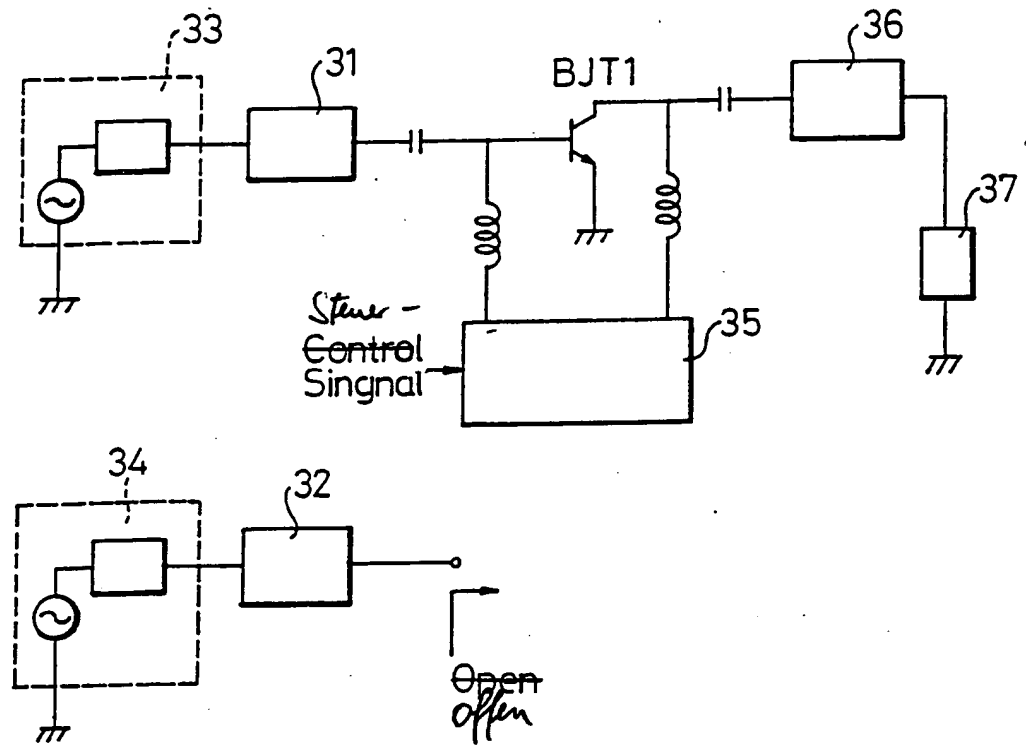 33
31
BJT1
36
37
Steuer-
Control
Singnal
35
34
32
Open
offen